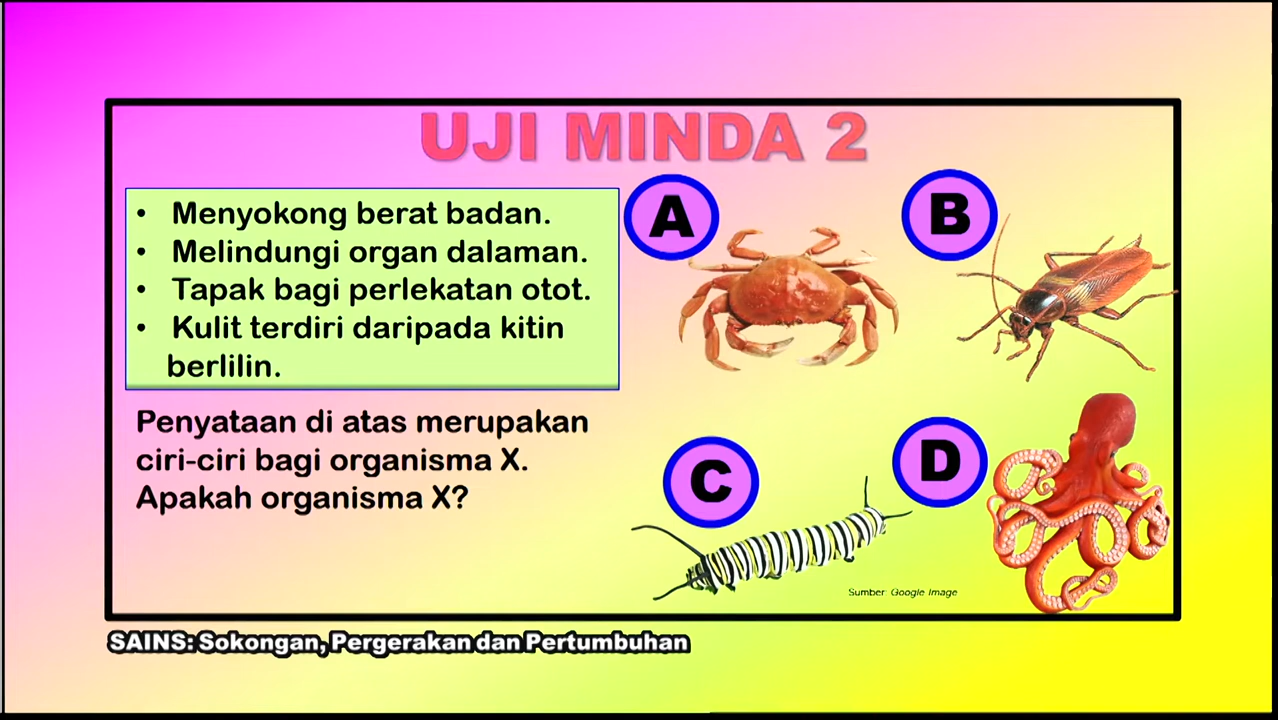 UJI MINDA 2
• Menyokong berat badan.
• Melindungi organ dalaman.
• Tapak bagi perlekatan otot.
• Kulit terdiri daripada kitin
berlilin.
Penyataan di atas merupakan
ciri-ciri bagi organisma X.
Apakah organisma X?
A
B
C
D
Sumber: Google Image
SAINS: Sokongan, Pergerakan dan Pertumbuhan